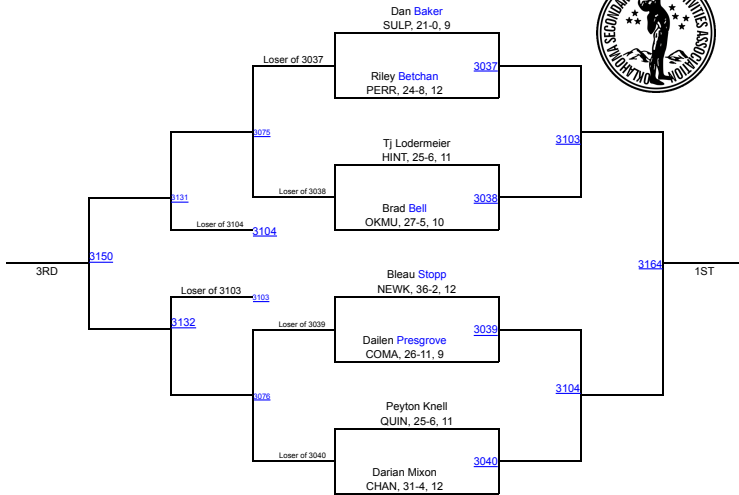 Dan Baker
SULP, 21-0, 9
Loser of 3037
3037
Riley Betchan
PERR, 24-8, 12
3075
3103
Tj Lodermeier
HINT, 25-6, 11
Loser of 3038
3038
3131
Brad Bell
OKMU, 27-5, 10
Loser of 3104
3104
3150
3RD
3164
1ST
Bleau Stopp
NEWK, 36-2, 12
Loser of 3103
3103
3132
Loser of 3039
3039
Dailen Presgrove
COMA, 26-11, 9
3076
3104
Peyton Knell
QUIN, 25-6, 11
Loser of 3040
3040
Darian Mixon
CHAN, 31-4, 12
OKLAHOMA SECONDAR
IVITIES ASSOCIATION